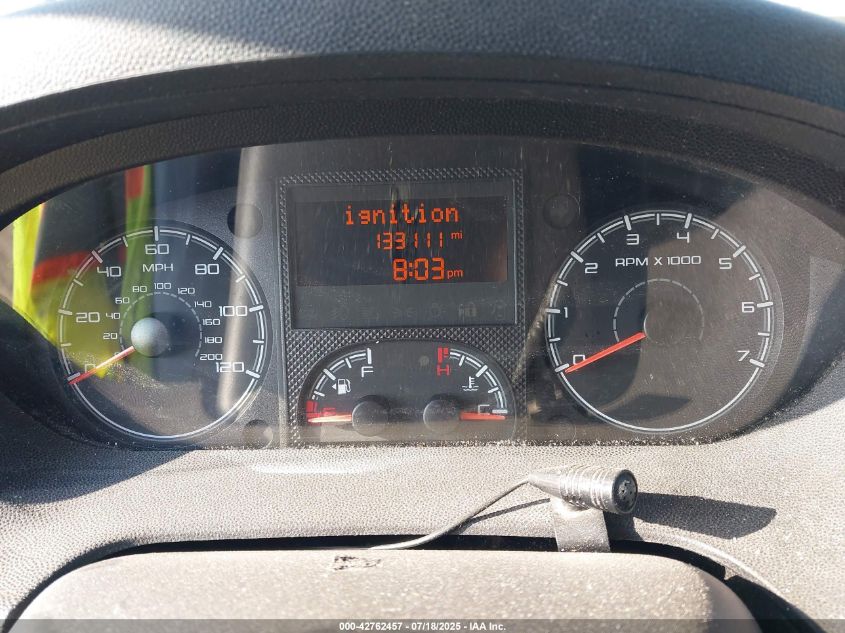 ignition
133111 mi
8:03 pm
0 20 40 60 80 100 120
MPH
20 40 60 80 100 120 140 160 180 200
F
E
H
C
0 1 2 3 4 5 6 7
RPM X 1000
000-42762457 / 07/18/2025 - IAA Inc.